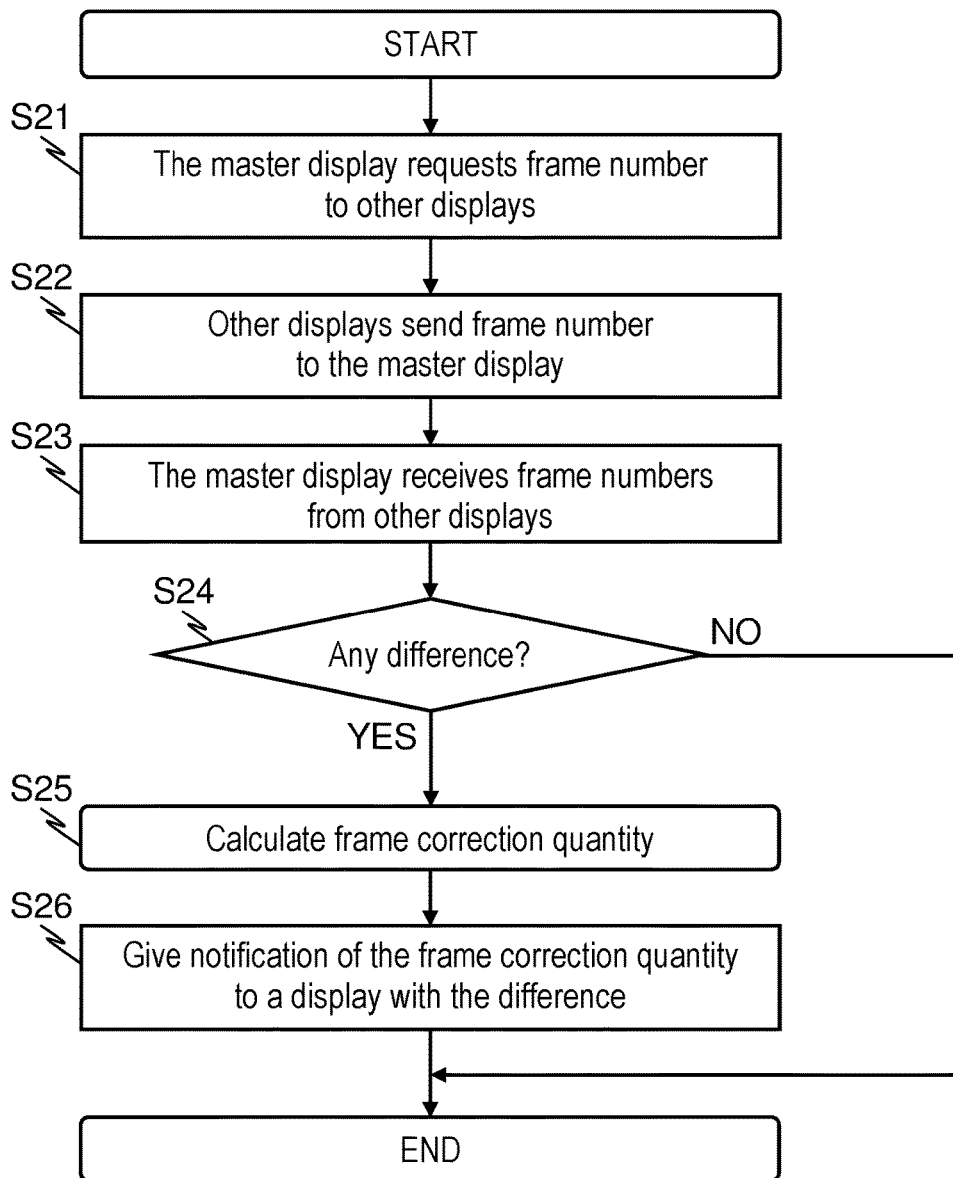 START
S21
The master display requests frame number
to other displays
S22
Other displays send frame number
to the master display
S23
The master display receives frame numbers
from other displays
S24
Any difference?
NO
YES
S25
Calculate frame correction quantity
S26
Give notification of the frame correction quantity
to a display with the difference
END